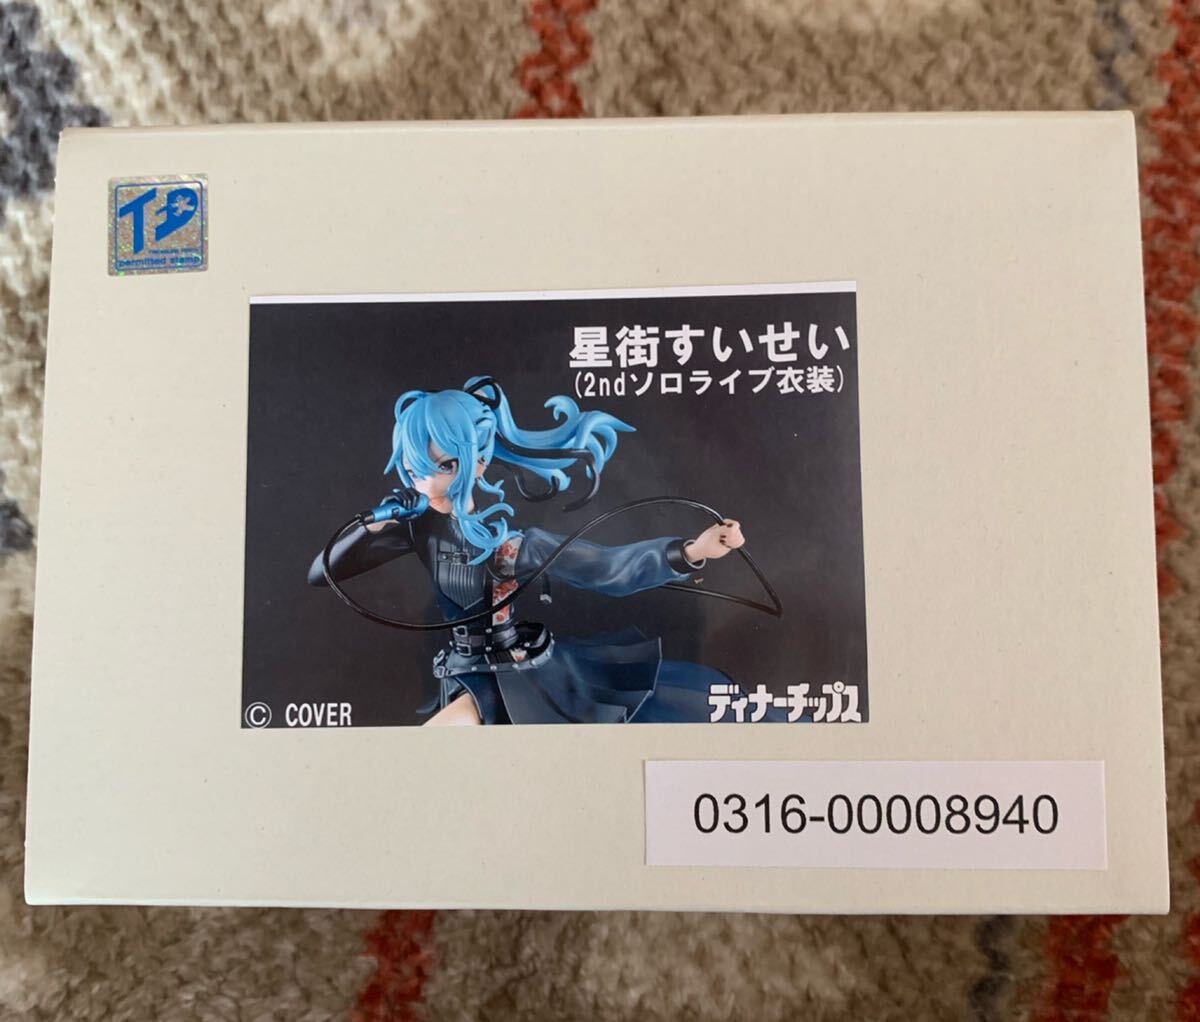 TF
permitted stamp
星街すいせい
(2ndソロライブ衣装)
© COVER
ディナーチップス
0316-00008940